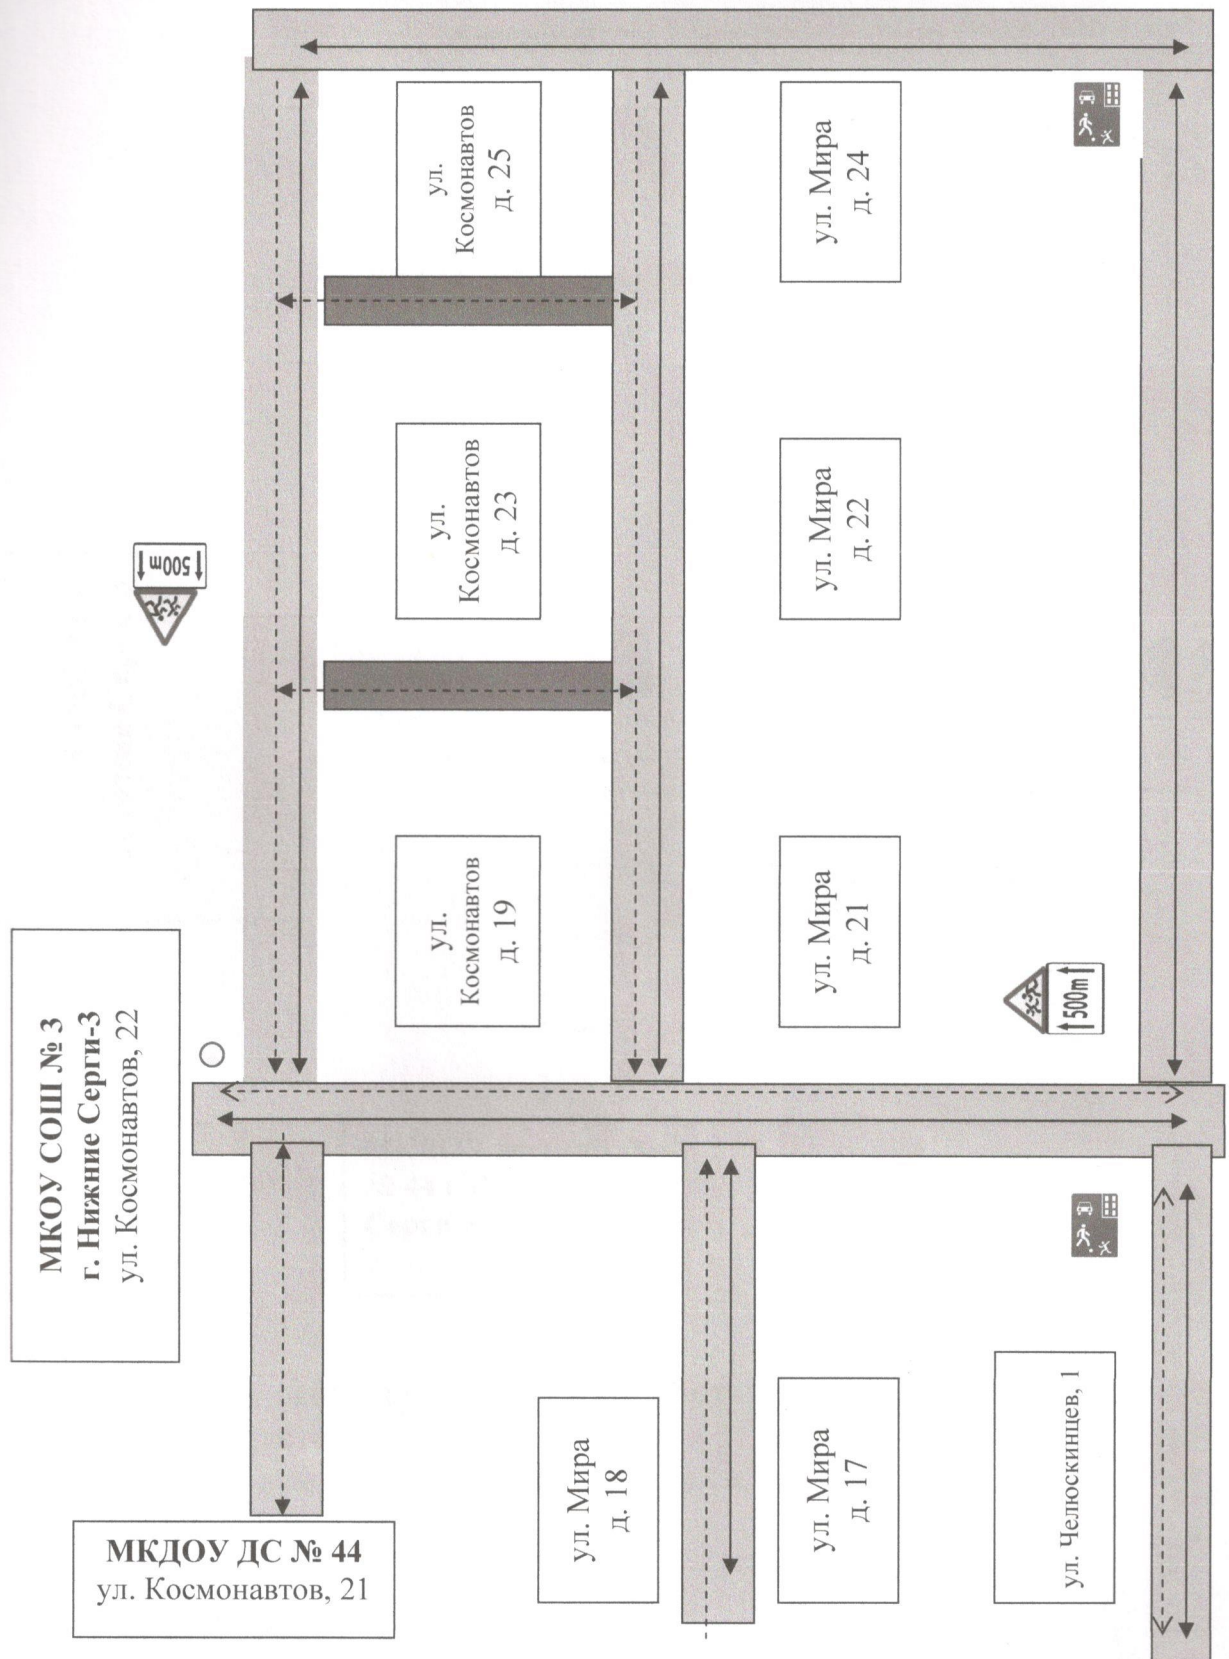 МКОУ СОШ № 3
г. Нижние Серги-3
ул. Космонавтов, 22
МКДОУ ДС № 44
ул. Космонавтов, 21
500m
ул.
Космонавтов
д. 19
ул.
Космонавтов
д. 23
ул.
Космонавтов
д. 25
ул. Мира
д. 18
ул. Мира
д. 17
ул. Мира
д. 21
ул. Мира
д. 22
ул. Мира
д. 24
ул. Челюскинцев, 1
500m